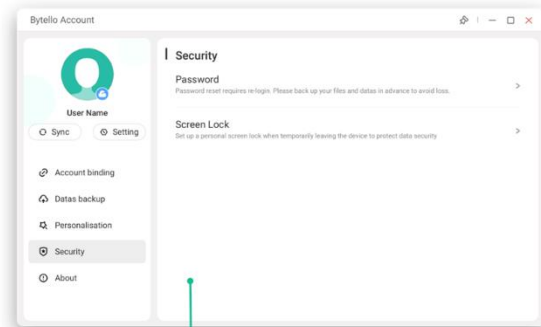 Bytello Account
User Name
Sync
Setting
Account binding
Datas backup
Personalisation
Security
About
Security
Password
Password reset requires re-login. Please back up your files and datas in advance to avoid loss.
Screen Lock
Set up a personal screen lock when temporarily leaving the device to protect data security